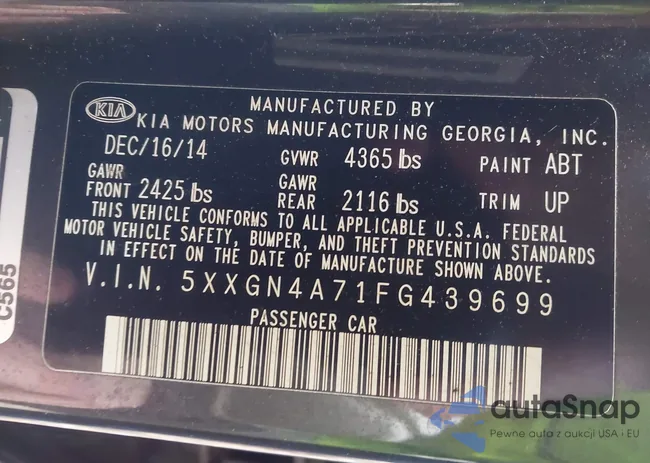 KIA
MANUFACTURED BY
KIA MOTORS MANUFACTURING GEORGIA, INC.
DEC/16/14 GVWR 4365 lbs PAINT ABT
GAWR FRONT 2425 lbs GAWR REAR 2116 lbs TRIM UP
THIS VEHICLE CONFORMS TO ALL APPLICABLE U.S.A. FEDERAL
MOTOR VEHICLE SAFETY, BUMPER, AND THEFT PREVENTION STANDARDS
IN EFFECT ON THE DATE OF MANUFACTURE SHOWN ABOVE.
V.I.N. 5XXGN4A71FG439699
PASSENGER CAR
C565
autaSnap
Pewne auto z aukcji USA i EU